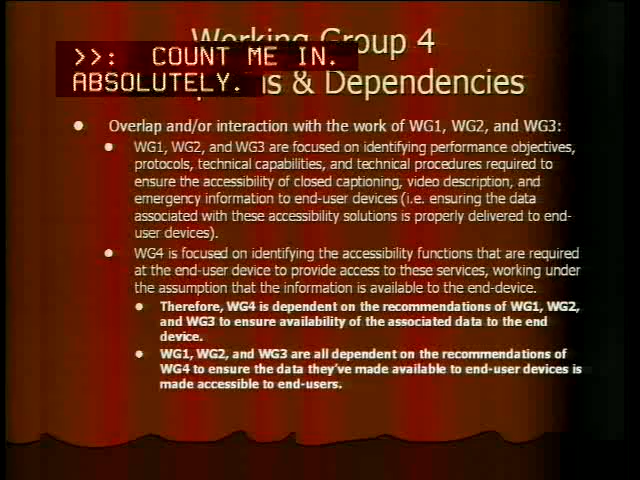 Working Group 4
>>: COUNT ME IN.
ABSOLUTELY.
ns & Dependencies
Overlap and/or interaction with the work of WG1, WG2, and WG3:
WG1, WG2, and WG3 are focused on identifying performance objectives,
protocols, technical capabilities, and technical procedures required to
ensure the accessibility of closed captioning, video description, and
emergency information to end-user devices (i.e. ensuring the data
associated with these accessibility solutions is properly delivered to end-
user devices).
WG4 is focused on identifying the accessibility functions that are required
at the end-user device to provide access to these services, working under
the assumption that the information is available to the end-device.
Therefore, WG4 is dependent on the recommendations of WG1, WG2,
and WG3 to ensure availability of the associated data to the end
device.
WG1, WG2, and WG3 are all dependent on the recommendations of
WG4 to ensure the data they've made available to end-user devices is
made accessible to end-users.